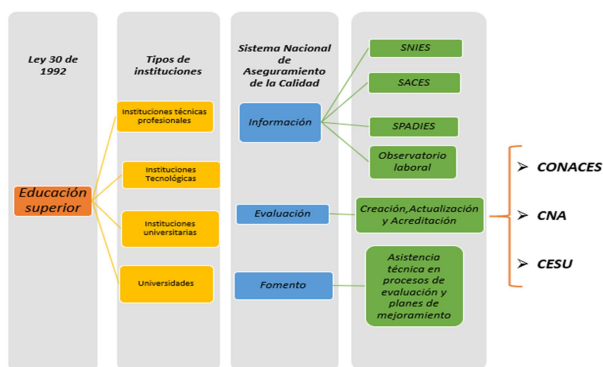 Ley 30 de
1992
Educación
superior
Tipos de
instituciones
Instituciones técnicas
profesionales
Instituciones
Tecnológicas
Instituciones
universitarias
Universidades
Sistema Nacional
de
Aseguramiento
de la Calidad
Información
Evaluación
Fomento
SNIES
SACES
SPADIES
Observatorio
laboral
Creación,Actualización
y Acreditación
Asistencia
técnica en
procesos de
evaluación y
planes de
mejoramiento
➢ CONACES
➢ CNA
➢ CESU